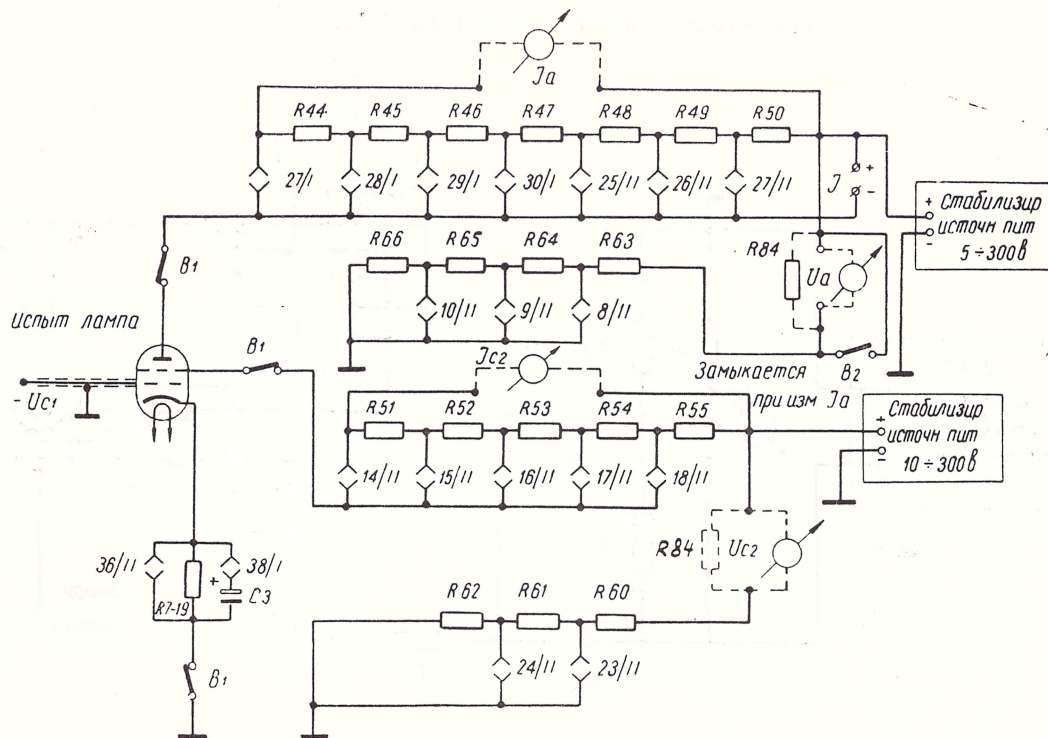 Ja
R44 R45 R46 R47 R48 R49 R50
27/I 28/I 29/I 30/I 25/II 26/II 27/II J + -
+ Стабилизир
источн пит
- 5÷300в
R66 R65 R64 R63 R84 Ua
B1
10/II 9/II 8/II
испыт лампа
B1
Jc2
Замыкается
при изм Ja
B2
- Uc1
R51 R52 R53 R54 R55
+ Стабилизир
источн пит
- 10÷300в
14/II 15/II 16/II 17/II 18/II
R84 Uc2
36/II 38/I
R7-19 + C3
R62 R61 R60
24/II 23/II
B1